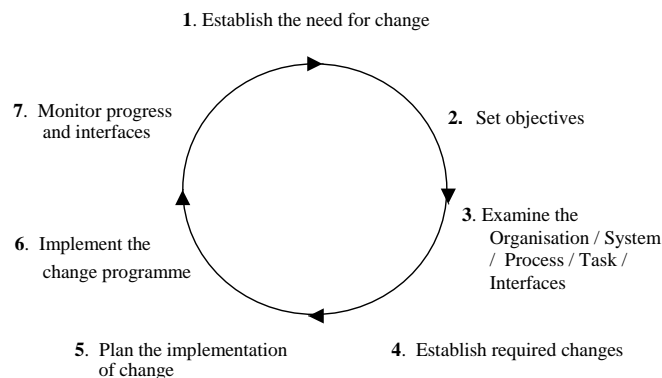 1. Establish the need for change
2. Set objectives
3. Examine the
Organisation / System
/ Process / Task /
Interfaces
4. Establish required changes
5. Plan the implementation
of change
6. Implement the
change programme
7. Monitor progress
and interfaces